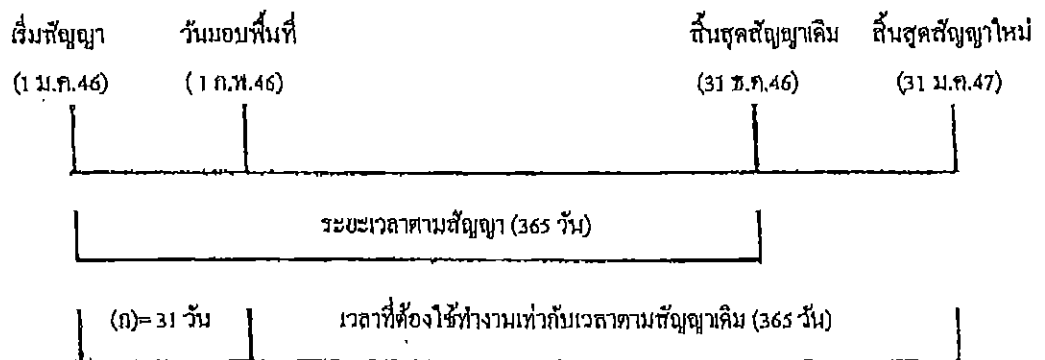 เริ่มสัญญา วันมอบพื้นที่ สิ้นสุดสัญญาเดิม สิ้นสุดสัญญาใหม่
(1 ม.ค.46) (1 ก.พ.46) (31 ธ.ค.46) (31 ม.ค.47)
ระยะเวลาตามสัญญา (365 วัน)
(ก)= 31 วัน เวลาที่ต้องใช้ทำงานเท่ากับเวลาตามสัญญาเดิม (365 วัน)